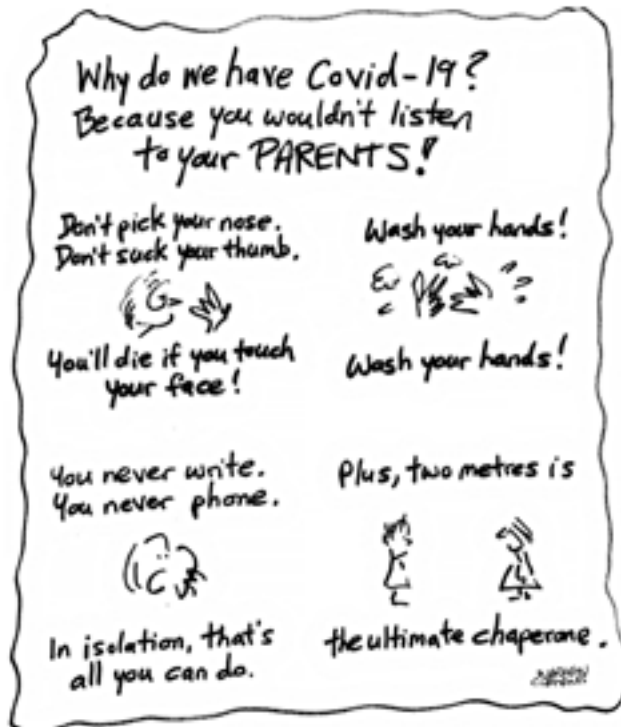 Why do we have Covid-19?
Because you wouldn't listen
to your PARENTS!
Don't pick your nose.
Don't suck your thumb.
You'll die if you touch
your face!
Wash your hands!
Wash your hands!
You never write.
You never phone.
In isolation, that's
all you can do.
Plus, two metres is
the ultimate chaperone.